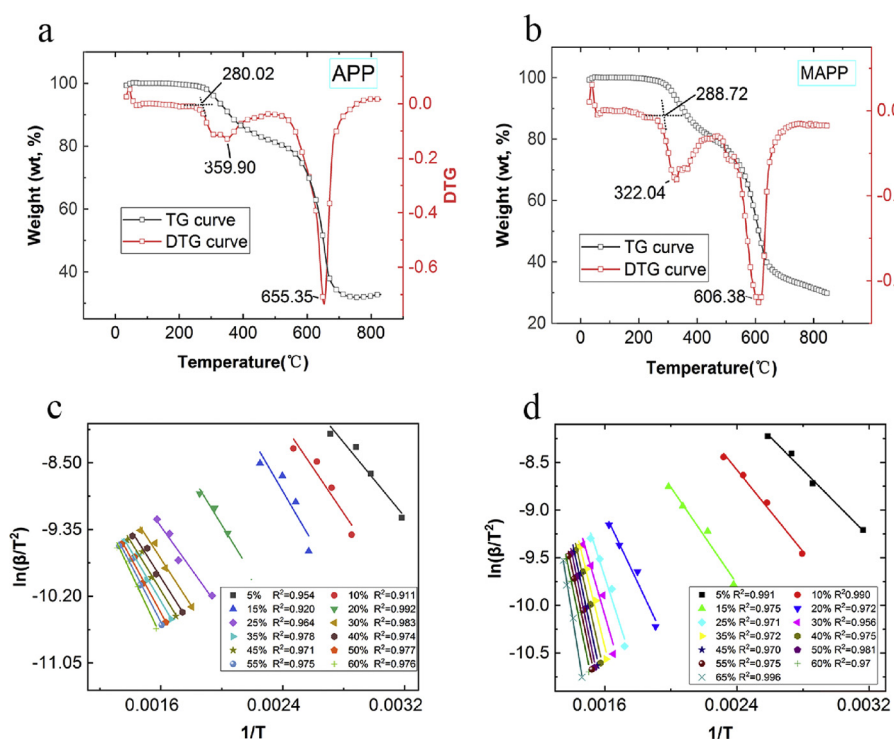 a
APP
280.02
359.90
655.35
TG curve
DTG curve
Weight (wt, %)
100
80
60
40
0.0
-0.2
-0.4
-0.6
DTG
0
200
400
600
800
Temperature(℃)
b
MAPP
288.72
322.04
606.38
TG curve
DTG curve
Weight (wt, %)
100
80
60
40
20
0
200
400
600
800
Temperature(℃)
c
ln(β/T²)
-8.50
-9.35
-10.20
-11.05
5% R²=0.954 10% R²=0.911
15% R²=0.920 20% R²=0.992
25% R²=0.964 30% R²=0.983
35% R²=0.978 40% R²=0.974
45% R²=0.971 50% R²=0.977
55% R²=0.975 60% R²=0.976
0.0016
0.0024
0.0032
1/T
d
ln(β/T²)
-8.5
-9.0
-9.5
-10.0
-10.5
5% R²=0.991 10% R²=0.990
15% R²=0.975 20% R²=0.972
25% R²=0.971 30% R²=0.956
35% R²=0.972 40% R²=0.975
45% R²=0.970 50% R²=0.981
55% R²=0.975 60% R²=0.97
65% R²=0.996
0.0016
0.0024
0.0032
1/T